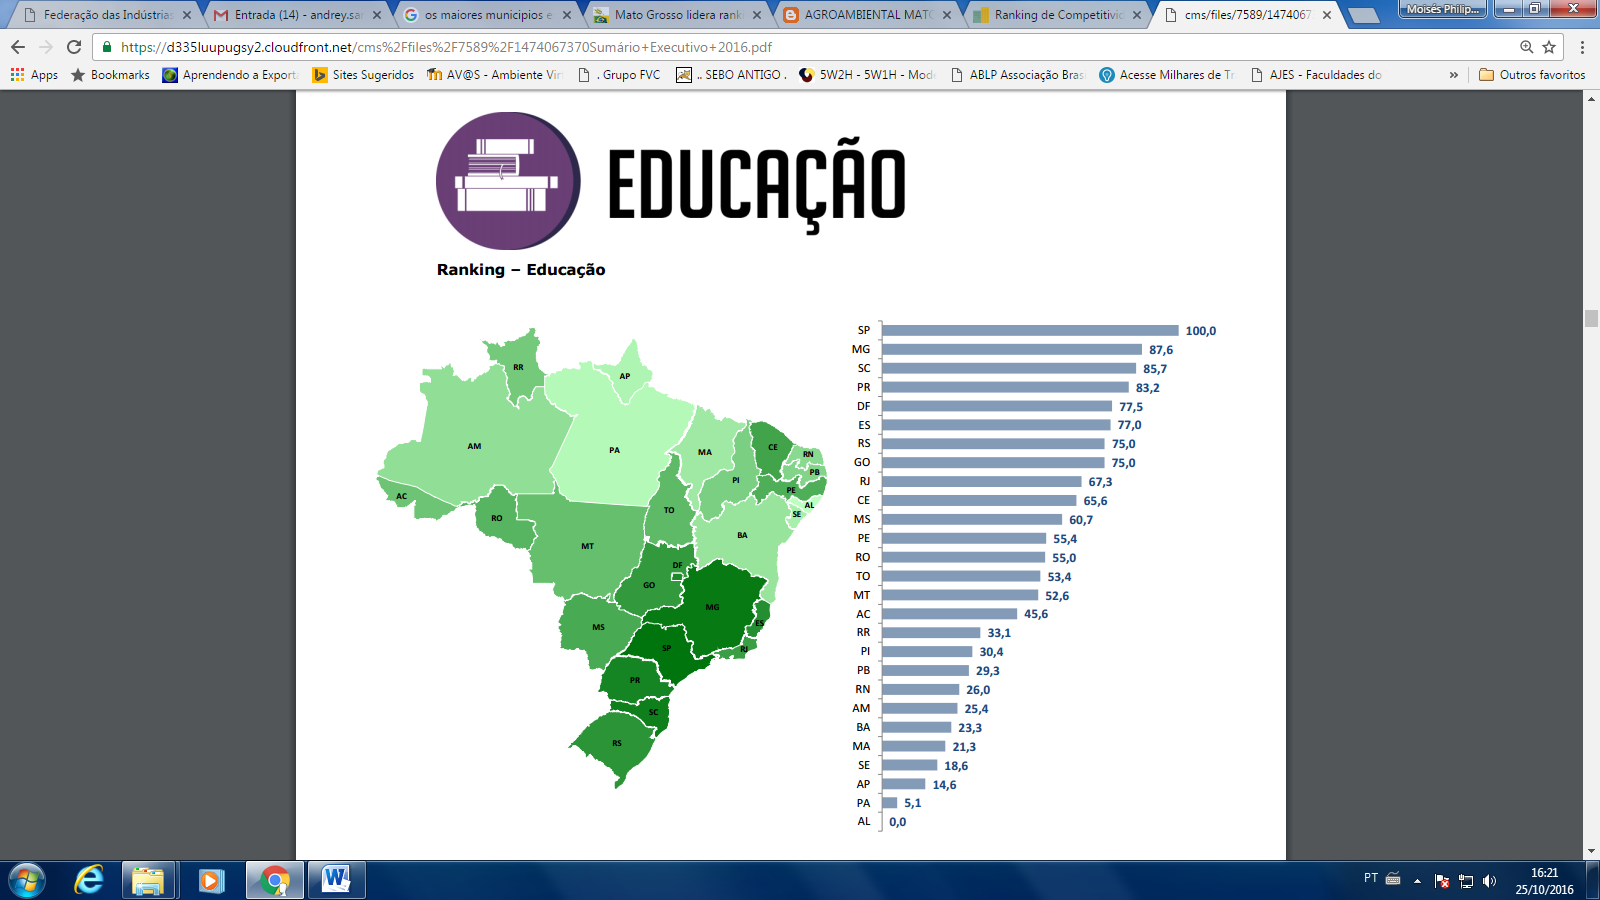 Federação das Indústrias
Entrada (14) - andrey.sar
os maiores municipios e
Mato Grosso lidera rank
AGROAMBIENTAL MAT
Ranking de Competitivid
cms/files/7589/1474067
Moisés Philip...
https://d335luupugsy2.cloudfront.net/cms%2Ffiles%2F7589%2F1474067370Sumário+Executivo+2016.pdf
Apps Bookmarks Aprendendo a Export Sites Sugeridos AV@S - Ambiente Vir . Grupo FVC .. SEBO ANTIGO . 5W2H - 5W1H - Mode ABLP Associação Bras Acesse Milhares de Tr AJES - Faculdades do » Outros favoritos
EDUCAÇÃO
Ranking – Educação
RR
AP
AM
PA
MA
CE
RN
PB
PI
PE
AL
SE
AC
RO
TO
BA
MT
DF
GO
MG
ES
MS
SP
RJ
PR
SC
RS
SP 100,0
MG 87,6
SC 85,7
PR 83,2
DF 77,5
ES 77,0
RS 75,0
GO 75,0
RJ 67,3
CE 65,6
MS 60,7
PE 55,4
RO 55,0
TO 53,4
MT 52,6
AC 45,6
RR 33,1
PI 30,4
PB 29,3
RN 26,0
AM 25,4
BA 23,3
MA 21,3
SE 18,6
AP 14,6
PA 5,1
AL 0,0
PT
16:21
25/10/2016